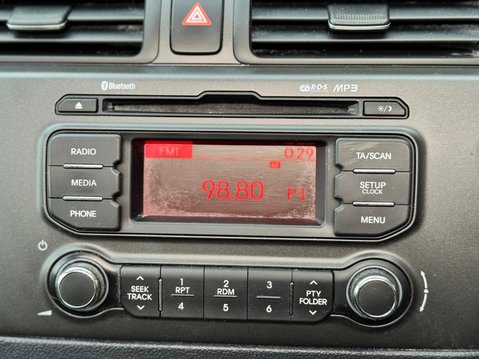 Bluetooth
RDS MP3
RADIO
MEDIA
PHONE
FM1 0:29
AF
98.80 P1
TA/SCAN
SETUP
CLOCK
MENU
SEEK
TRACK
1 RPT 4
2 RDM 5
3 6
PTY
FOLDER